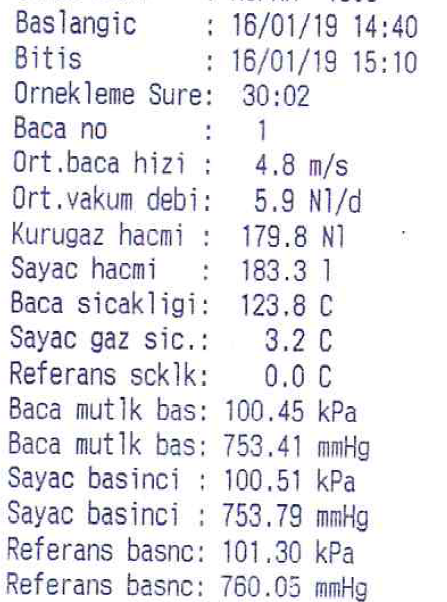 Baslangic : 16/01/19 14:40
Bitis : 16/01/19 15:10
Ornekleme Sure: 30:02
Baca no : 1
Ort.baca hizi : 4.8 m/s
Ort.vakum debi: 5.9 Nl/d
Kurugaz hacmi : 179.8 Nl
Sayac hacmi : 183.3 l
Baca sicakligi: 123.8 C
Sayac gaz sic.: 3.2 C
Referans scklk: 0.0 C
Baca mutlk bas: 100.45 kPa
Baca mutlk bas: 753.41 mmHg
Sayac basinci : 100.51 kPa
Sayac basinci : 753.79 mmHg
Referans basnc: 101.30 kPa
Referans basnc: 760.05 mmHg